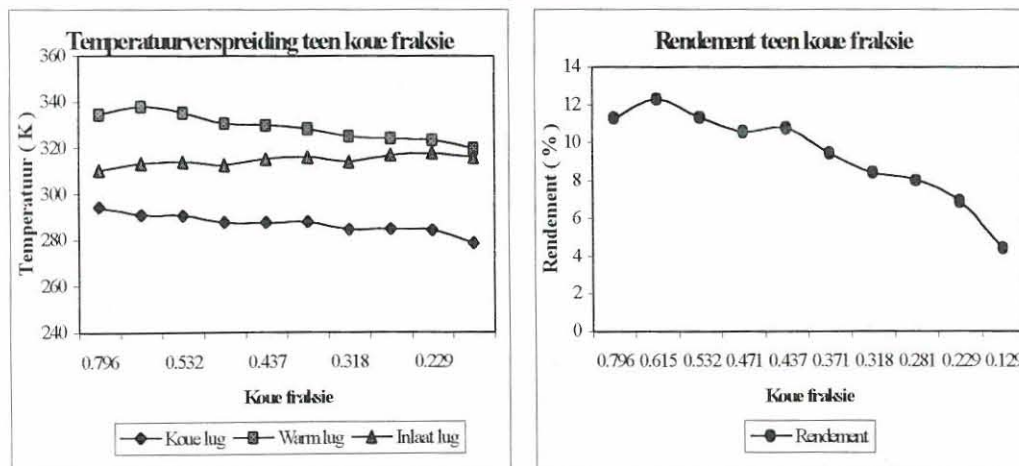 Temperatuurverspreiding teen koue fraksie
360
340
320
300
280
260
240
Temperatuur ( K )
0.796 0.532 0.437 0.318 0.229
Koue fraksie
Koue lug Warm lug Inlaat lug
Rendement teen koue fraksie
14
12
10
8
6
4
2
0
Rendement ( % )
0.796 0.615 0.532 0.471 0.437 0.371 0.318 0.281 0.229 0.129
Koue fraksie
Rendement